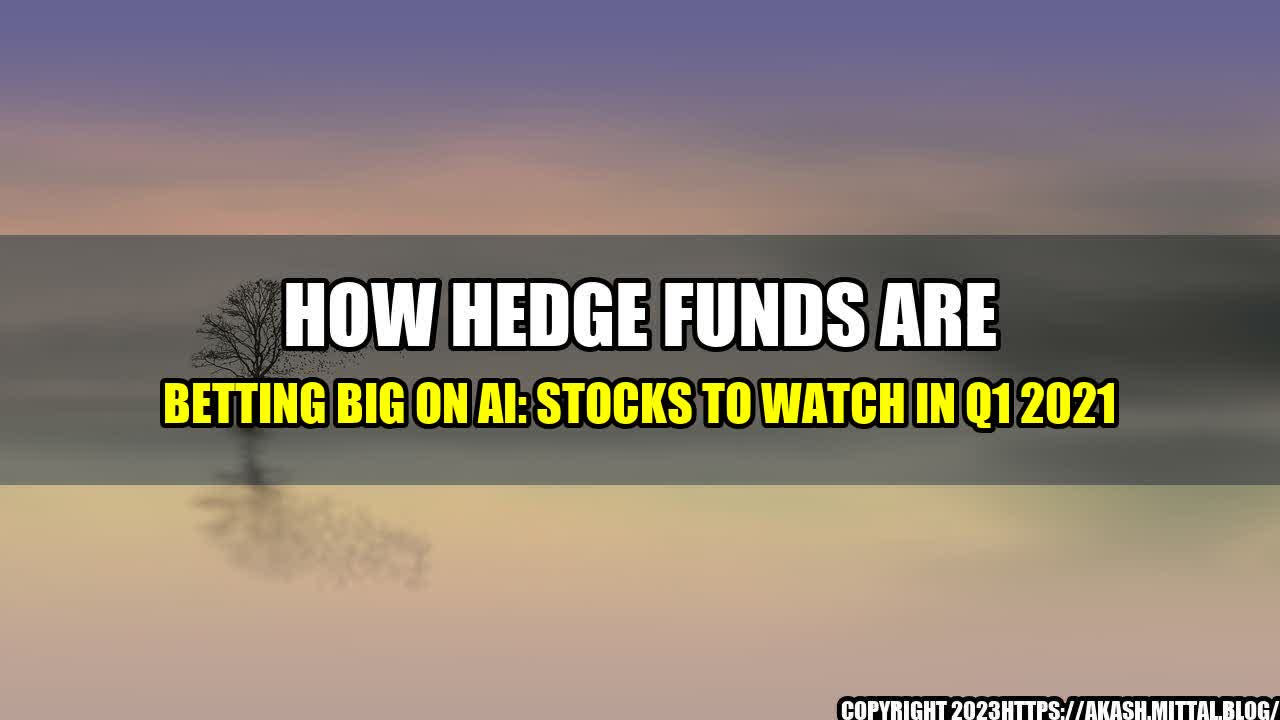 HOW HEDGE FUNDS ARE
BETTING BIG ON AI: STOCKS TO WATCH IN Q1 2021
COPYRIGHT 2023HTTPS://AKASH.MITTAL.BLOG/